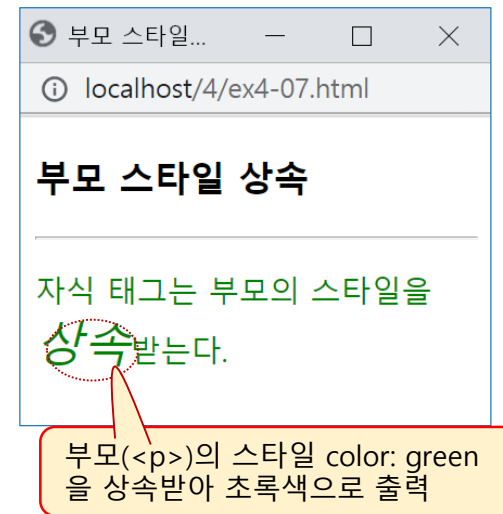 부모 스타일...
localhost/4/ex4-07.html
부모 스타일 상속
자식 태그는 부모의 스타일을
상속받는다.
부모(<p>)의 스타일 color: green
을 상속받아 초록색으로 출력